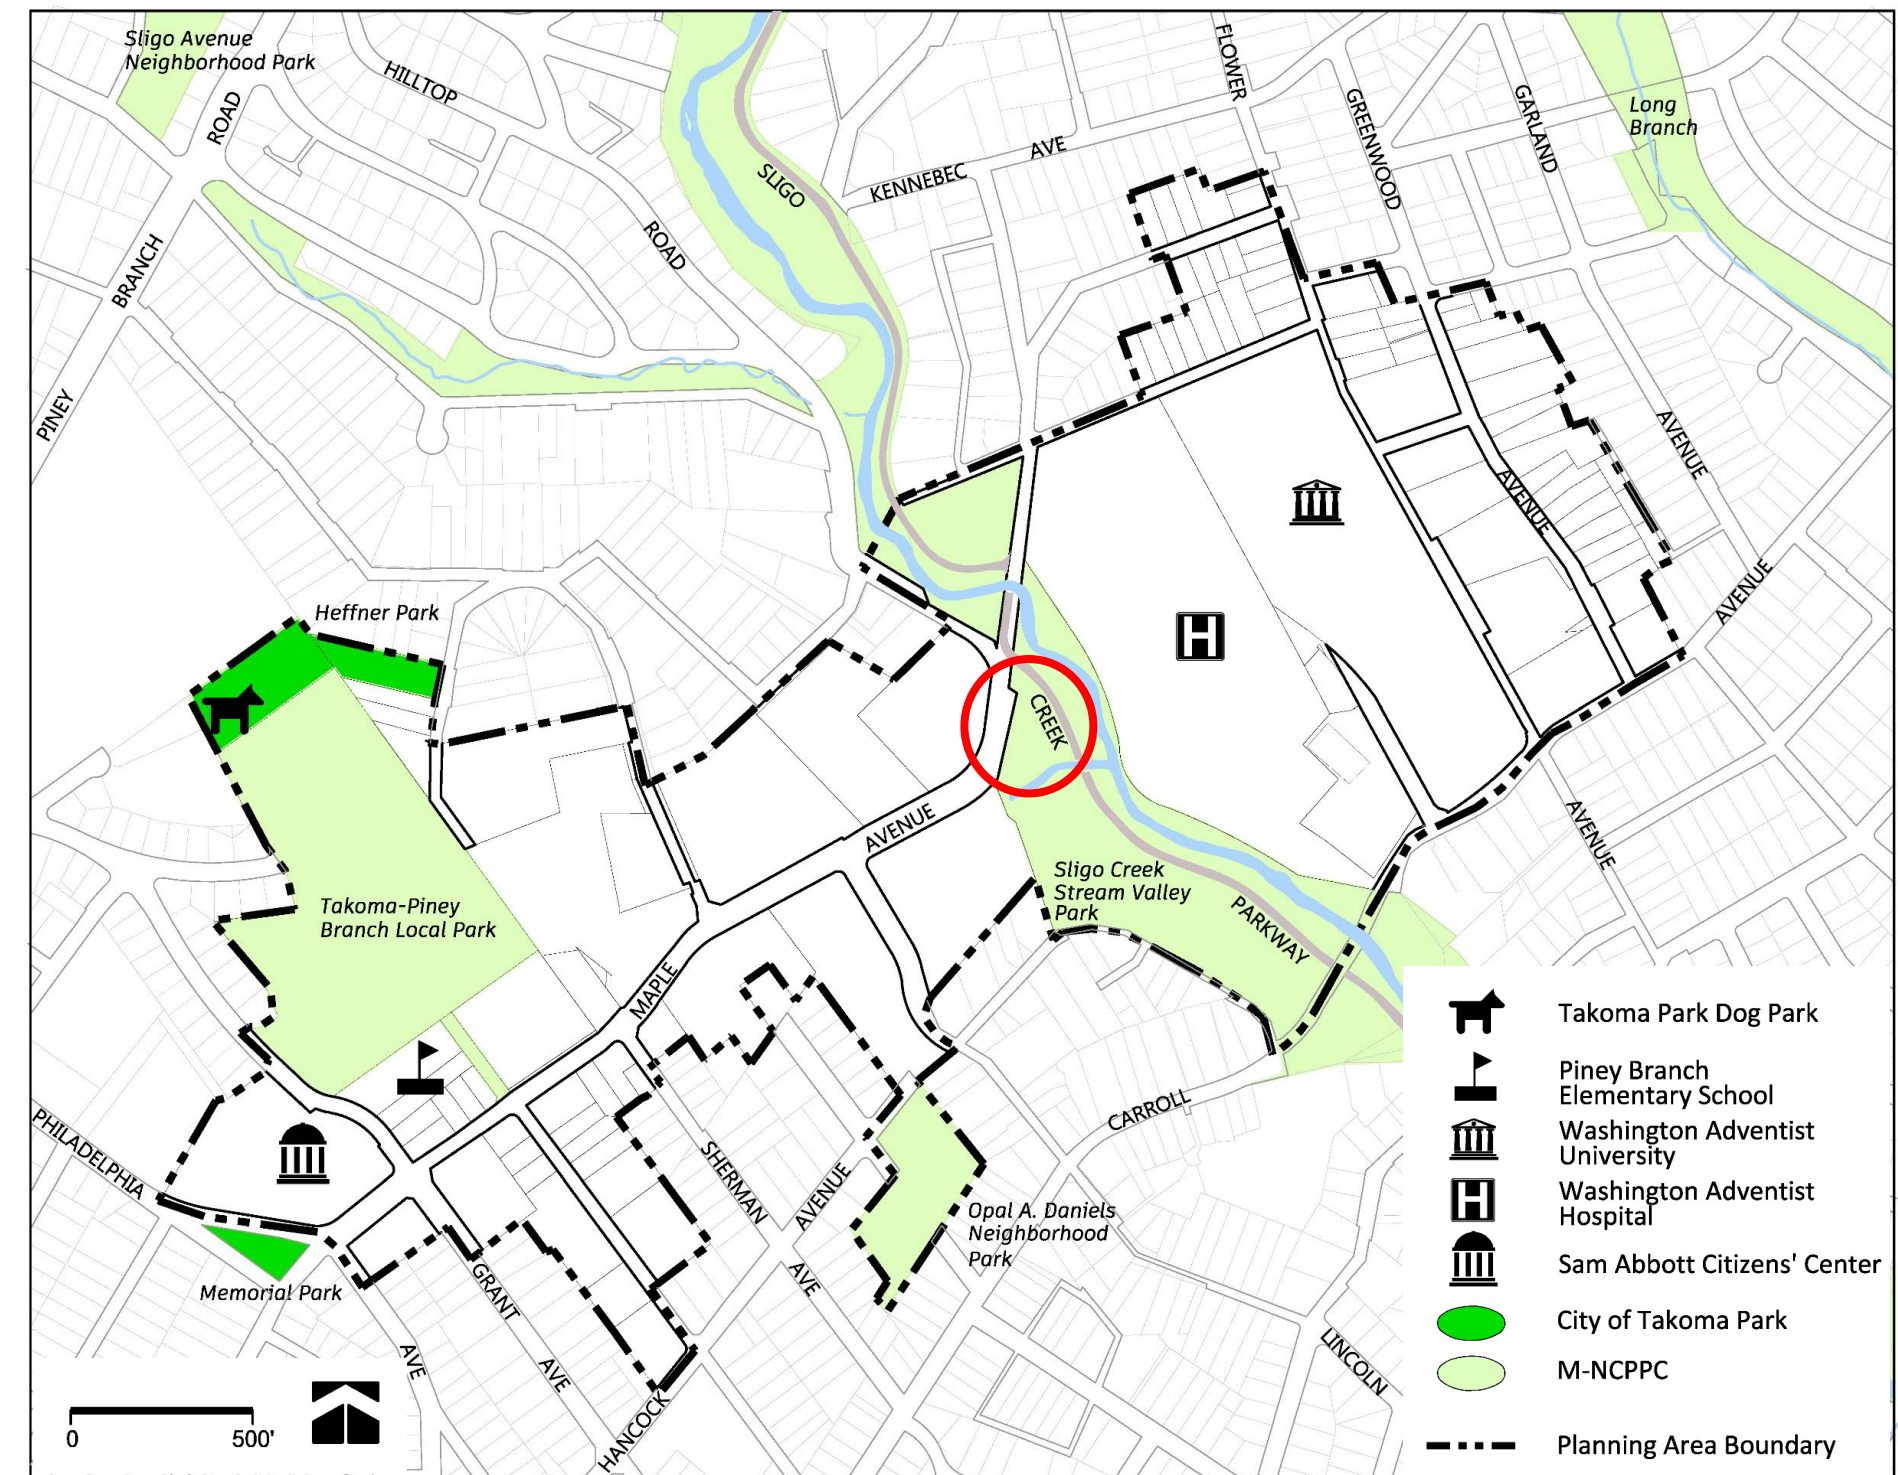 Sligo Avenue
Neighborhood Park
HILLTOP
ROAD
FLOWER
GREENWOOD
GARLAND
Long
Branch
SLIGO
KENNEBEC
AVE
ROAD
BRANCH
PINEY
AVENUE
AVENUE
AVENUE
Heffner Park
H
CREEK
AVENUE
AVENUE
Sligo Creek
Stream Valley
Park
PARKWAY
Takoma-Piney
Branch Local Park
MAPLE
PHILADELPHIA
CARROLL
SHERMAN
AVENUE
AVE
Opal A. Daniels
Neighborhood
Park
Memorial Park
GRANT
AVE
AVE
HANCOCK
LINCOLN
0
500'
Takoma Park Dog Park
Piney Branch
Elementary School
Washington Adventist
University
H
Washington Adventist
Hospital
Sam Abbott Citizens' Center
City of Takoma Park
M-NCPPC
Planning Area Boundary